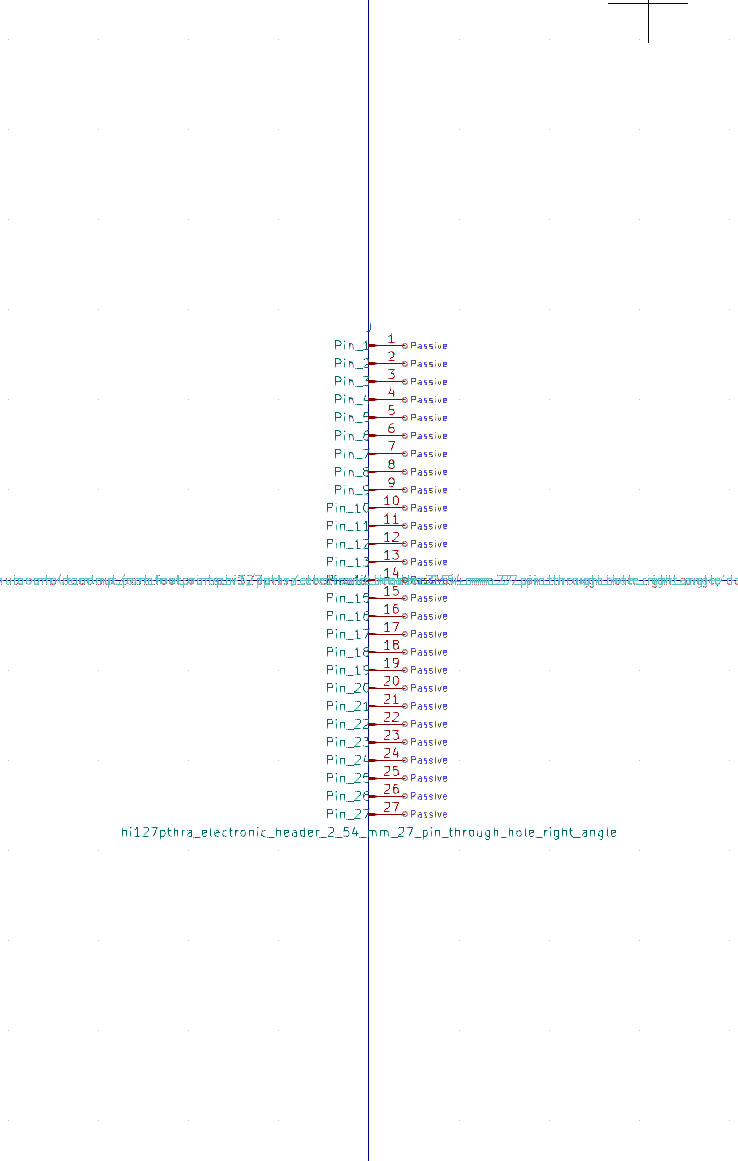 J
Pin_1 1 Passive
Pin_2 2 Passive
Pin_3 3 Passive
Pin_4 4 Passive
Pin_5 5 Passive
Pin_6 6 Passive
Pin_7 7 Passive
Pin_8 8 Passive
Pin_9 9 Passive
Pin_10 10 Passive
Pin_11 11 Passive
Pin_12 12 Passive
Pin_13 13 Passive
14
Pin_15 15 Passive
Pin_16 16 Passive
Pin_17 17 Passive
Pin_18 18 Passive
Pin_19 19 Passive
Pin_20 20 Passive
Pin_21 21 Passive
Pin_22 22 Passive
Pin_23 23 Passive
Pin_24 24 Passive
Pin_25 25 Passive
Pin_26 26 Passive
Pin_27 27 Passive
hi127pthra_electronic_header_2_54_mm_27_pin_through_hole_right_angle